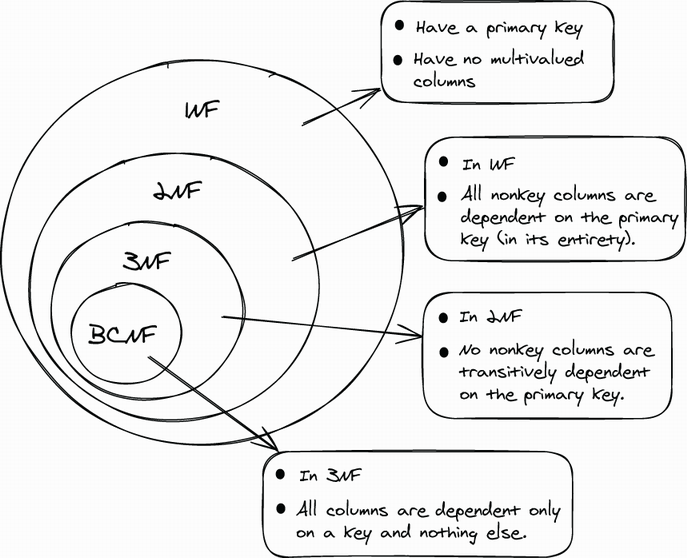 Have a primary key
Have no multivalued
columns
1NF
In 1NF
All nonkey columns are
dependent on the primary
key (in its entirety).
2NF
3NF
In 2NF
No nonkey columns are
transitively dependent
on the primary key.
BCNF
In 3NF
All columns are dependent only
on a key and nothing else.